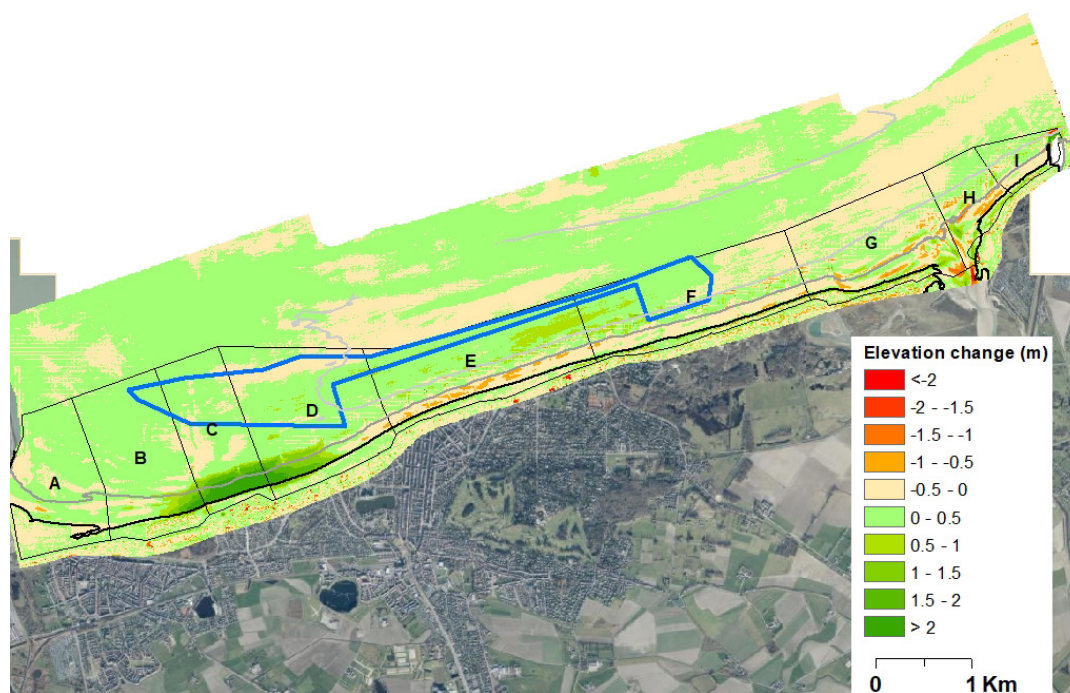 I
H
G
F
E
D
C
B
A
Elevation change (m)
<-2
-2 - -1.5
-1.5 - -1
-1 - -0.5
-0.5 - 0
0 - 0.5
0.5 - 1
1 - 1.5
1.5 - 2
> 2
0 1 Km